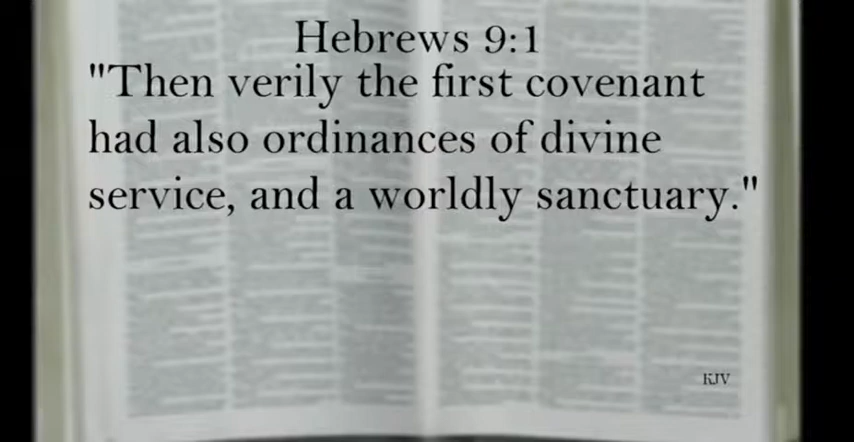 Hebrews 9:1
"Then verily the first covenant
had also ordinances of divine
service, and a worldly sanctuary."
KJV